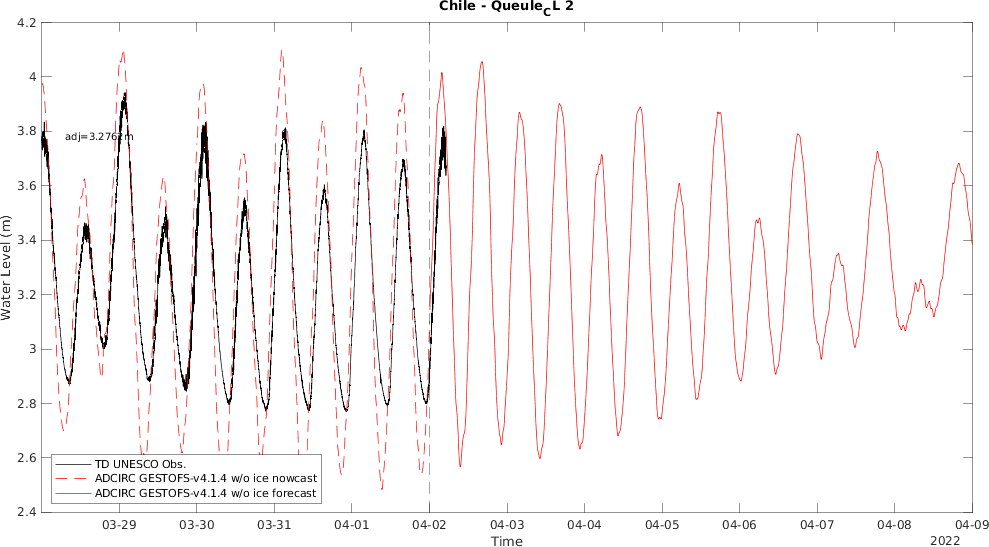 Chile - Queule_CL 2
4.2
4
3.8
3.6
3.4
3.2
3
2.8
2.6
2.4
Water Level (m)
adj=3.2762m
TD UNESCO Obs.
ADCIRC GESTOFS-v4.1.4 w/o ice nowcast
ADCIRC GESTOFS-v4.1.4 w/o ice forecast
03-29 03-30 03-31 04-01 04-02 04-03 04-04 04-05 04-06 04-07 04-08 04-09
Time
2022